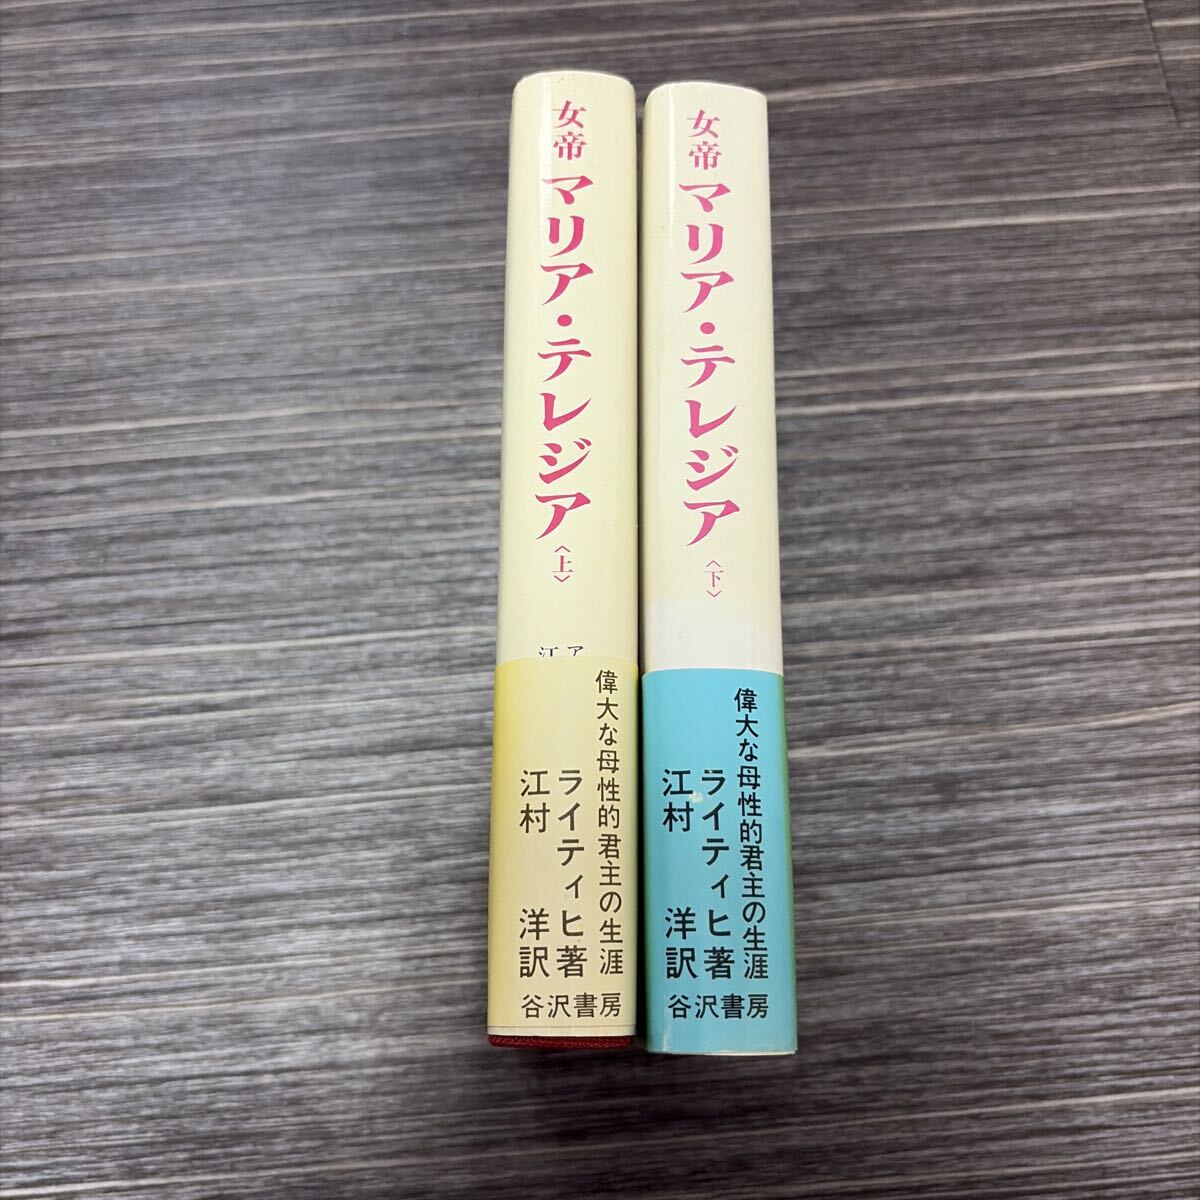 女帝 マリア・テレジア〈上〉
ア
江
偉大な母性的君主の生涯
ライティヒ著
江村 洋訳
谷沢書房
女帝 マリア・テレジア〈下〉
偉大な母性的君主の生涯
ライティヒ著
江村 洋訳
谷沢書房